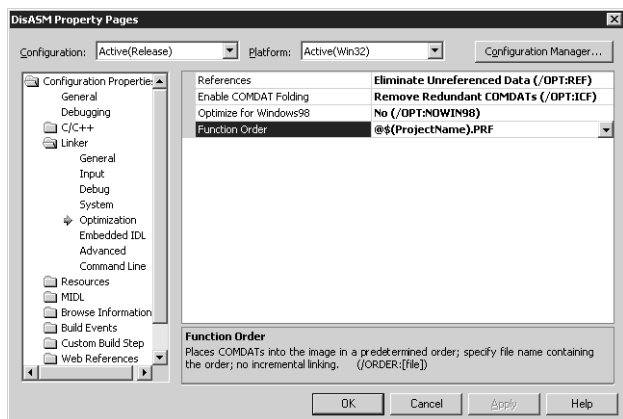 DisASM Property Pages
Configuration: Active(Release) Platform: Active(Win32) Configuration Manager...
Configuration Properties
General
Debugging
C/C++
Linker
General
Input
Debug
System
Optimization
Embedded IDL
Advanced
Command Line
Resources
MIDL
Browse Information
Build Events
Custom Build Step
Web References
References Eliminate Unreferenced Data (/OPT:REF)
Enable COMDAT Folding Remove Redundant COMDATs (/OPT:ICF)
Optimize for Windows98 No (/OPT:NOWIN98)
Function Order @$(ProjectName).PRF
Function Order
Places COMDATs into the image in a predetermined order; specify file name containing
the order; no incremental linking. (/ORDER:[file])
OK Cancel Apply Help